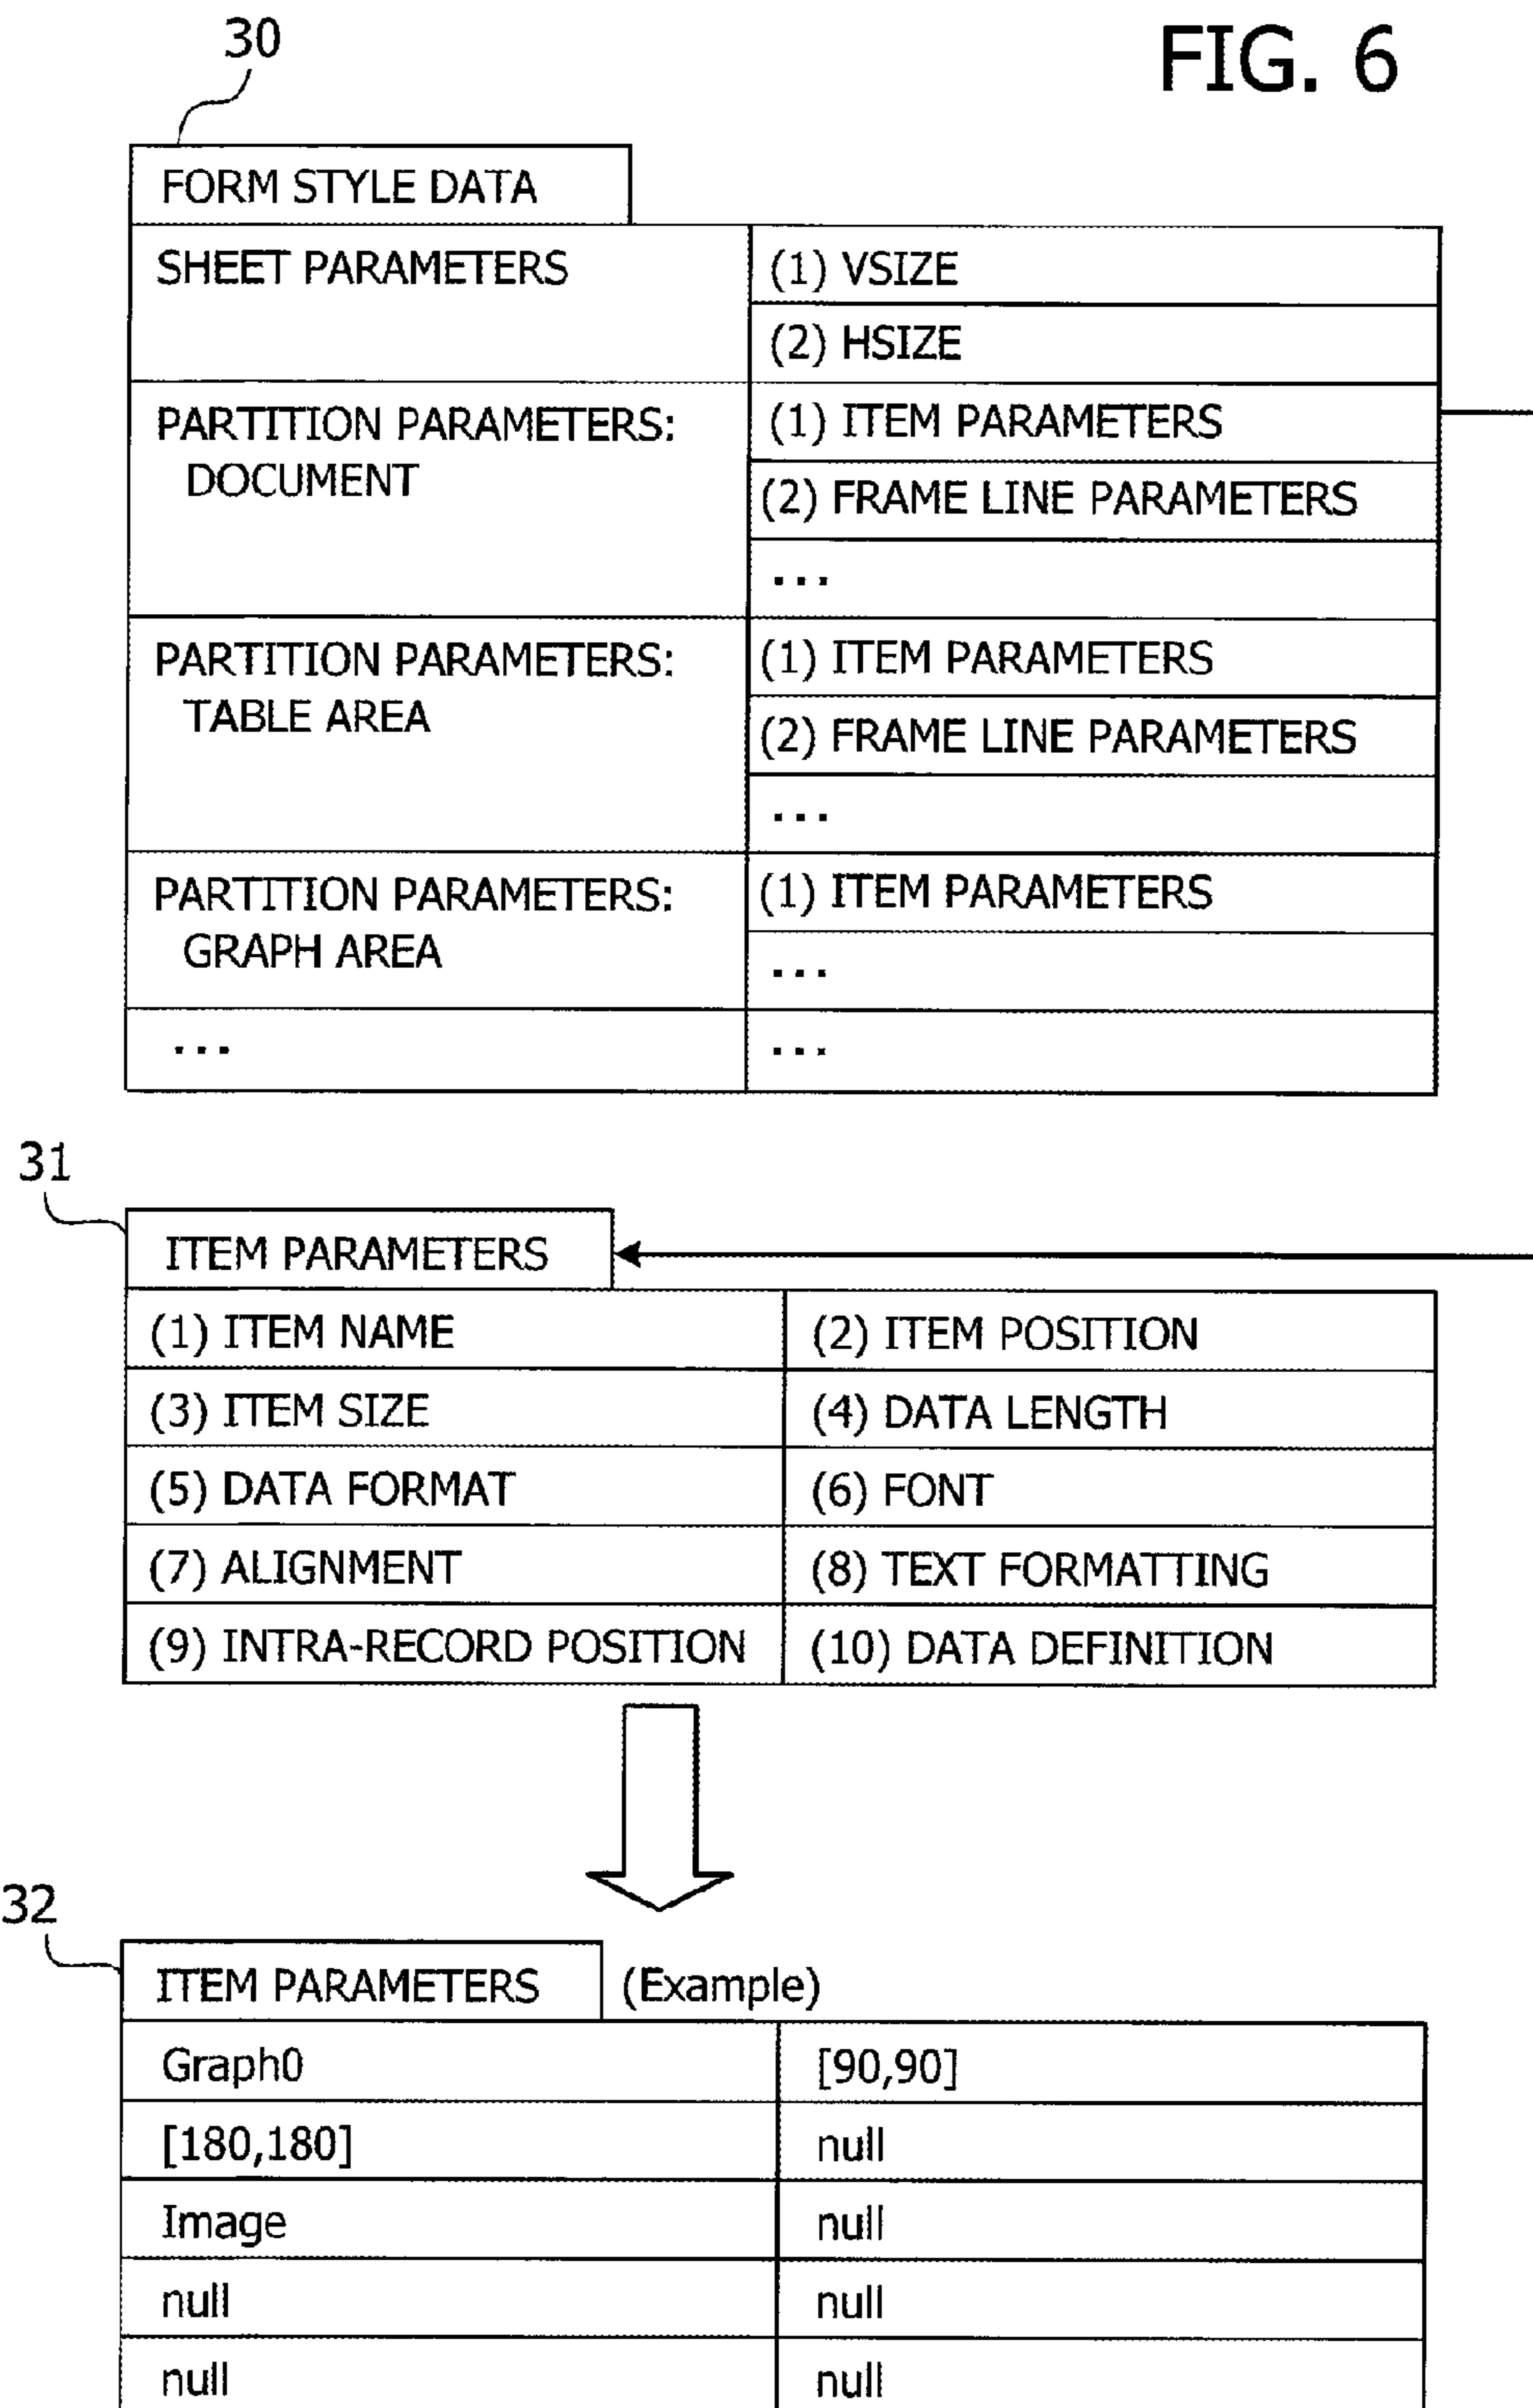 30
FIG. 6
FORM STYLE DATA
SHEET PARAMETERS
(1) VSIZE
(2) HSIZE
PARTITION PARAMETERS:
DOCUMENT
(1) ITEM PARAMETERS
(2) FRAME LINE PARAMETERS
...
PARTITION PARAMETERS:
TABLE AREA
(1) ITEM PARAMETERS
(2) FRAME LINE PARAMETERS
...
PARTITION PARAMETERS:
GRAPH AREA
(1) ITEM PARAMETERS
...
...
...
31
ITEM PARAMETERS
(1) ITEM NAME
(2) ITEM POSITION
(3) ITEM SIZE
(4) DATA LENGTH
(5) DATA FORMAT
(6) FONT
(7) ALIGNMENT
(8) TEXT FORMATTING
(9) INTRA-RECORD POSITION
(10) DATA DEFINITION
32
ITEM PARAMETERS
(Example)
Graph0
[90,90]
[180,180]
null
Image
null
null
null
null
null